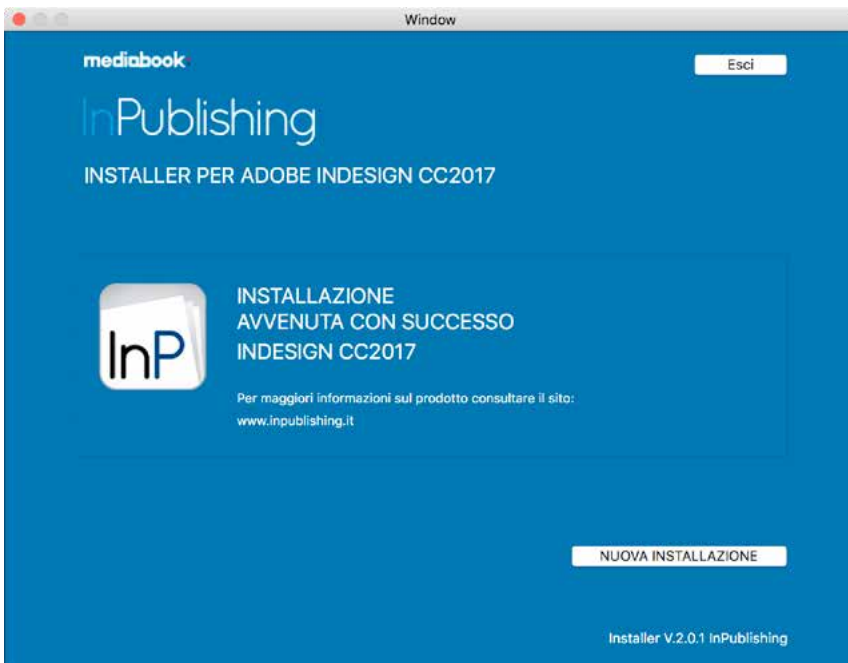 Window
mediabook
Esci
InPublishing
INSTALLER PER ADOBE INDESIGN CC2017
InP
INSTALLAZIONE
AVVENUTA CON SUCCESSO
INDESIGN CC2017
Per maggiori informazioni sul prodotto consultare il sito:
www.inpublishing.it
NUOVA INSTALLAZIONE
Installer V.2.0.1 InPublishing